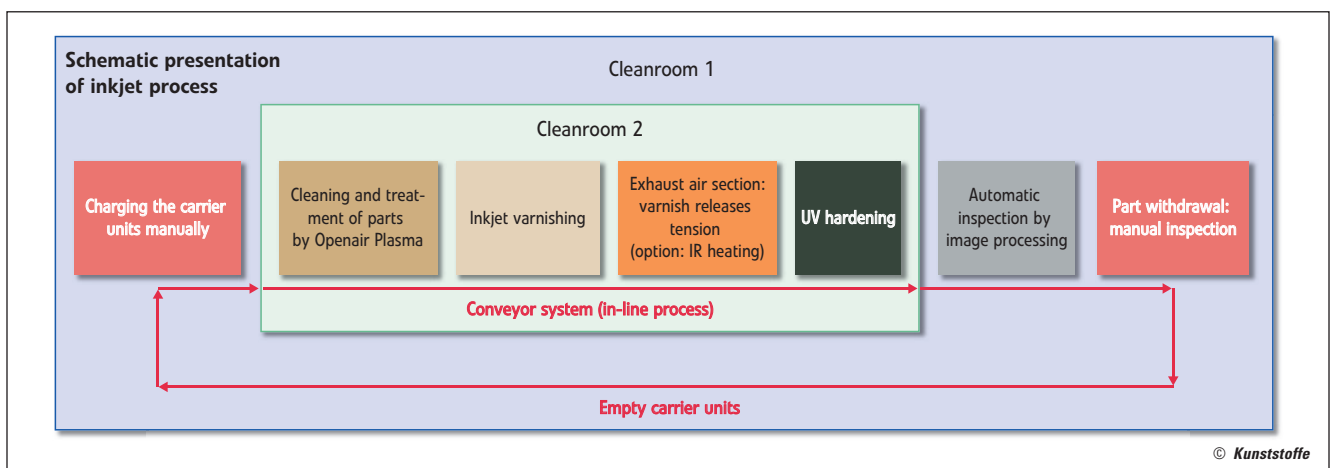 Schematic presentation
of inkjet process
Cleanroom 1
Cleanroom 2
Charging the carrier
units manually
Cleaning and treat-
ment of parts
by Openair Plasma
Inkjet varnishing
Exhaust air section:
varnish releases
tension
(option: IR heating)
UV hardening
Automatic
inspection by
image processing
Part withdrawal:
manual inspection
Conveyor system (in-line process)
Empty carrier units
© Kunststoffe